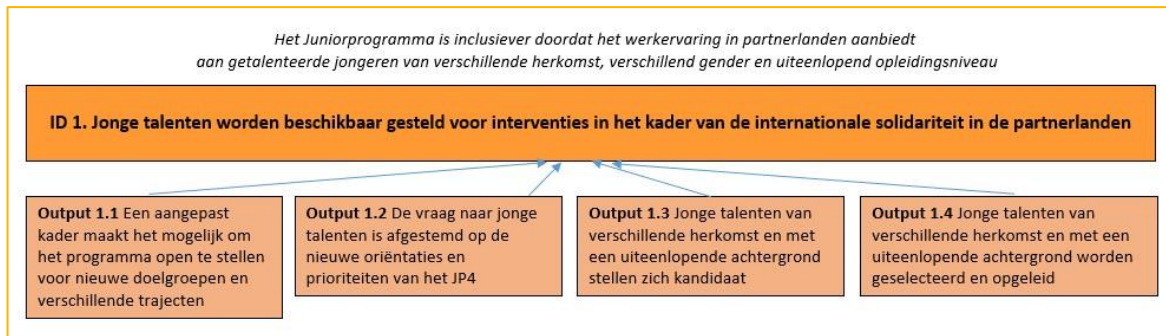 Het Juniorprogramma is inclusiever doordat het werkervaring in partnerlanden aanbiedt
aan getalenteerde jongeren van verschillende herkomst, verschillend gender en uiteenlopend opleidingsniveau
ID 1. Jonge talenten worden beschikbaar gesteld voor interventies in het kader van de internationale solidariteit in de partnerlanden
Output 1.1 Een aangepast
kader maakt het mogelijk om
het programma open te stellen
voor nieuwe doelgroepen en
verschillende trajecten
Output 1.2 De vraag naar jonge
talenten is afgestemd op de
nieuwe oriëntaties en
prioriteiten van het JP4
Output 1.3 Jonge talenten van
verschillende herkomst en met
een uiteenlopende achtergrond
stellen zich kandidaat
Output 1.4 Jonge talenten van
verschillende herkomst en met een
uiteenlopende achtergrond worden
geselecteerd en opgeleid